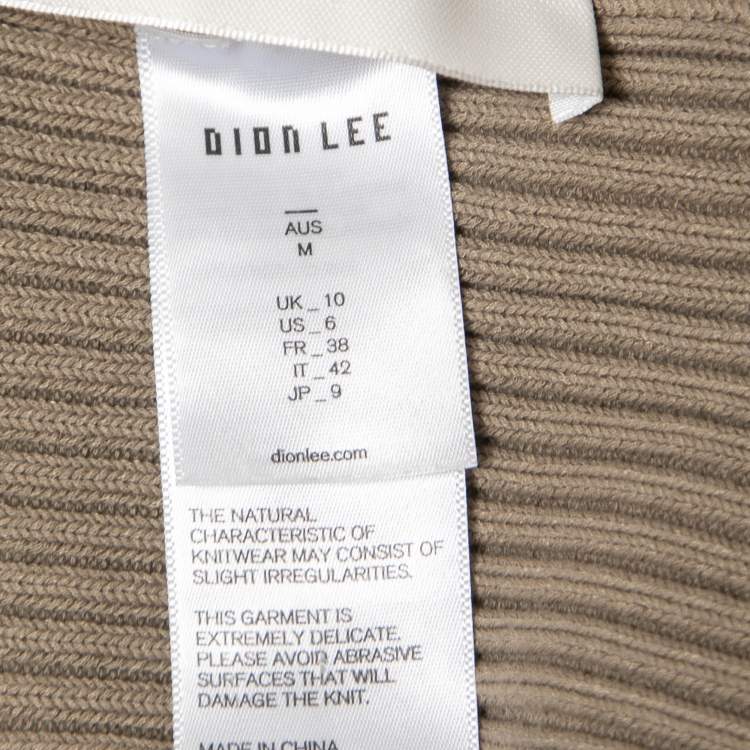 DION LEE
AUS
M
UK_10
US_6
FR_38
IT_42
JP_9
dionlee.com
THE NATURAL
CHARACTERISTIC OF
KNITWEAR MAY CONSIST OF
SLIGHT IRREGULARITIES.
THIS GARMENT IS
EXTREMELY DELICATE.
PLEASE AVOID ABRASIVE
SURFACES THAT WILL
DAMAGE THE KNIT.
MADE IN CHINA